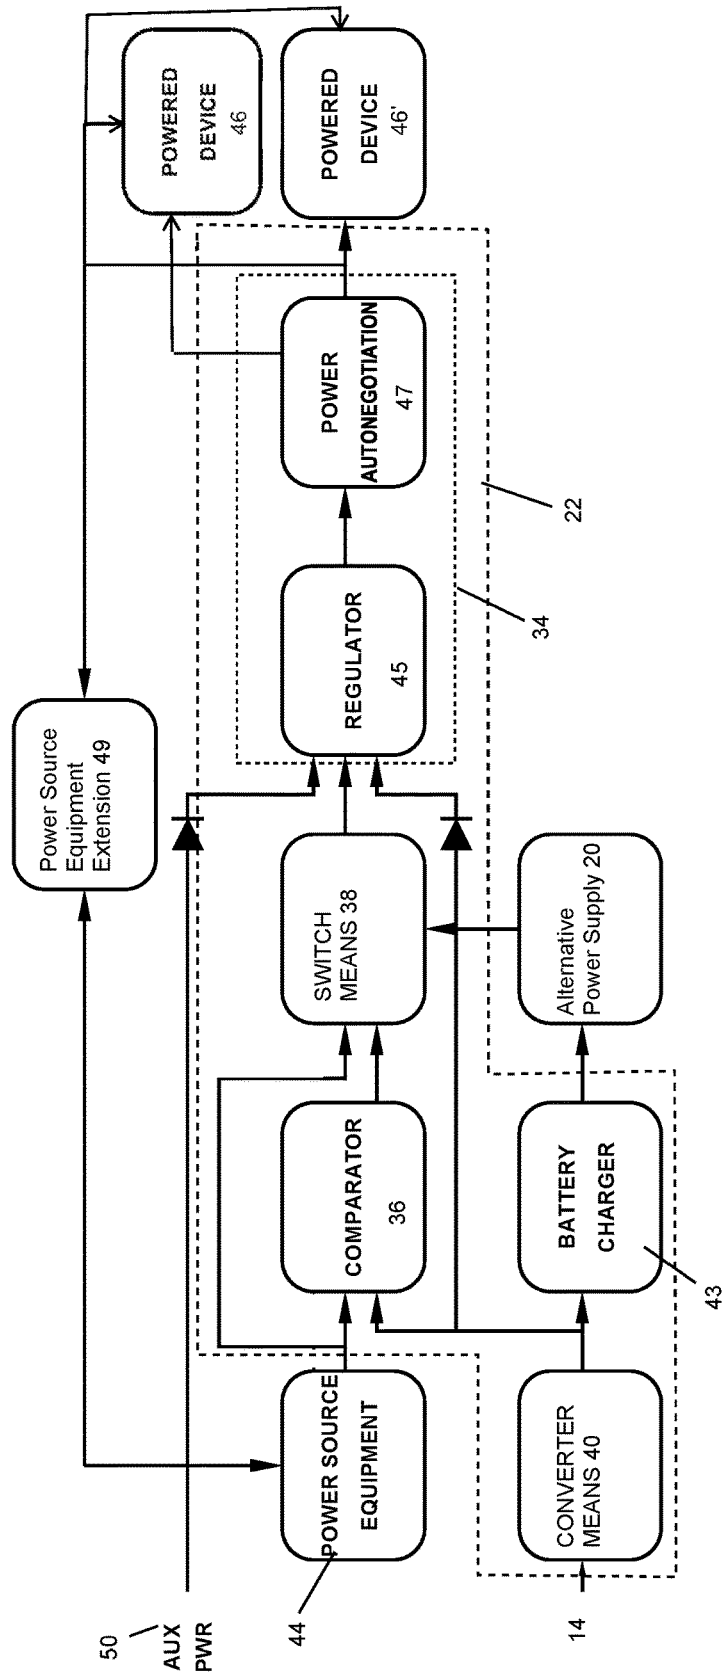 50
AUX
PWR
44
14
POWER SOURCE
EQUIPMENT
CONVERTER
MEANS 40
COMPARATOR
36
BATTERY
CHARGER
43
Power Source
Equipment
Extension 49
SWITCH
MEANS 38
Alternative
Power Supply 20
REGULATOR
45
34
22
POWER
AUTONEGOTIATION
47
POWERED
DEVICE
46
POWERED
DEVICE
46'